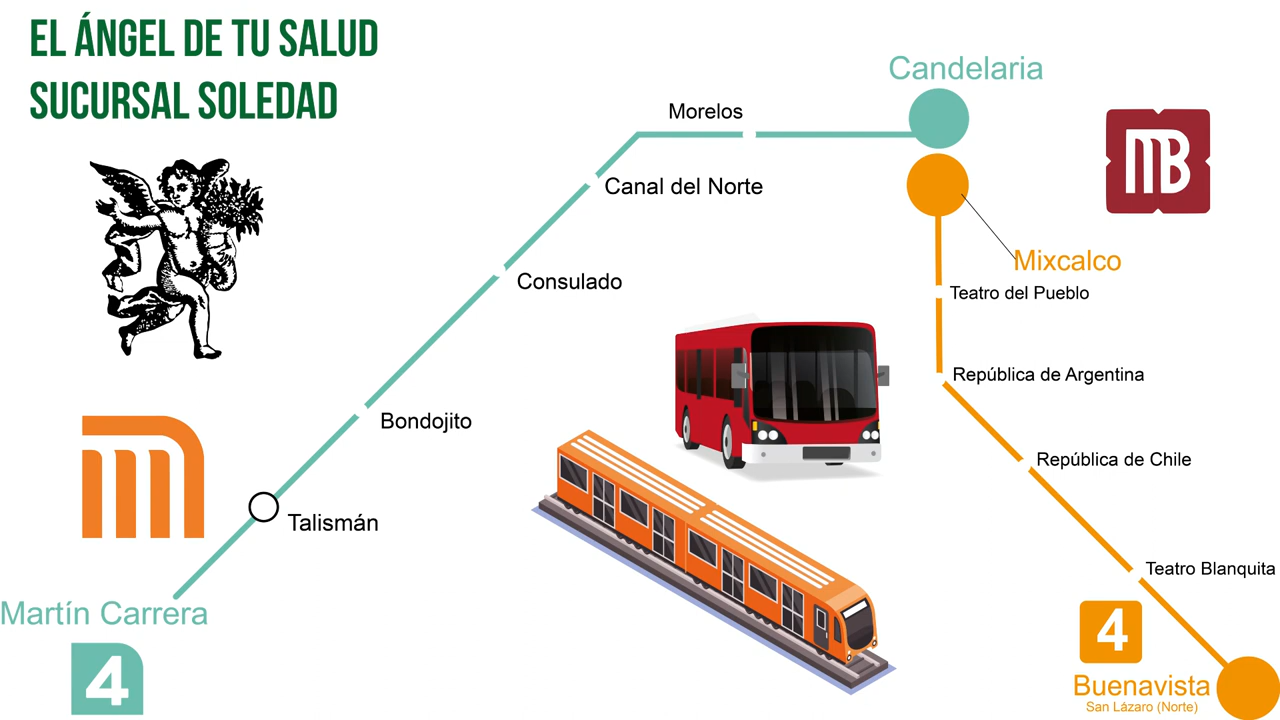 EL ÁNGEL DE TU SALUD
SUCURSAL SOLEDAD
Candelaria
Morelos
MB
Canal del Norte
Mixcalco
Consulado
Teatro del Pueblo
República de Argentina
Bondojito
República de Chile
Talismán
Teatro Blanquita
Martín Carrera
4
4
Buenavista
San Lázaro (Norte)